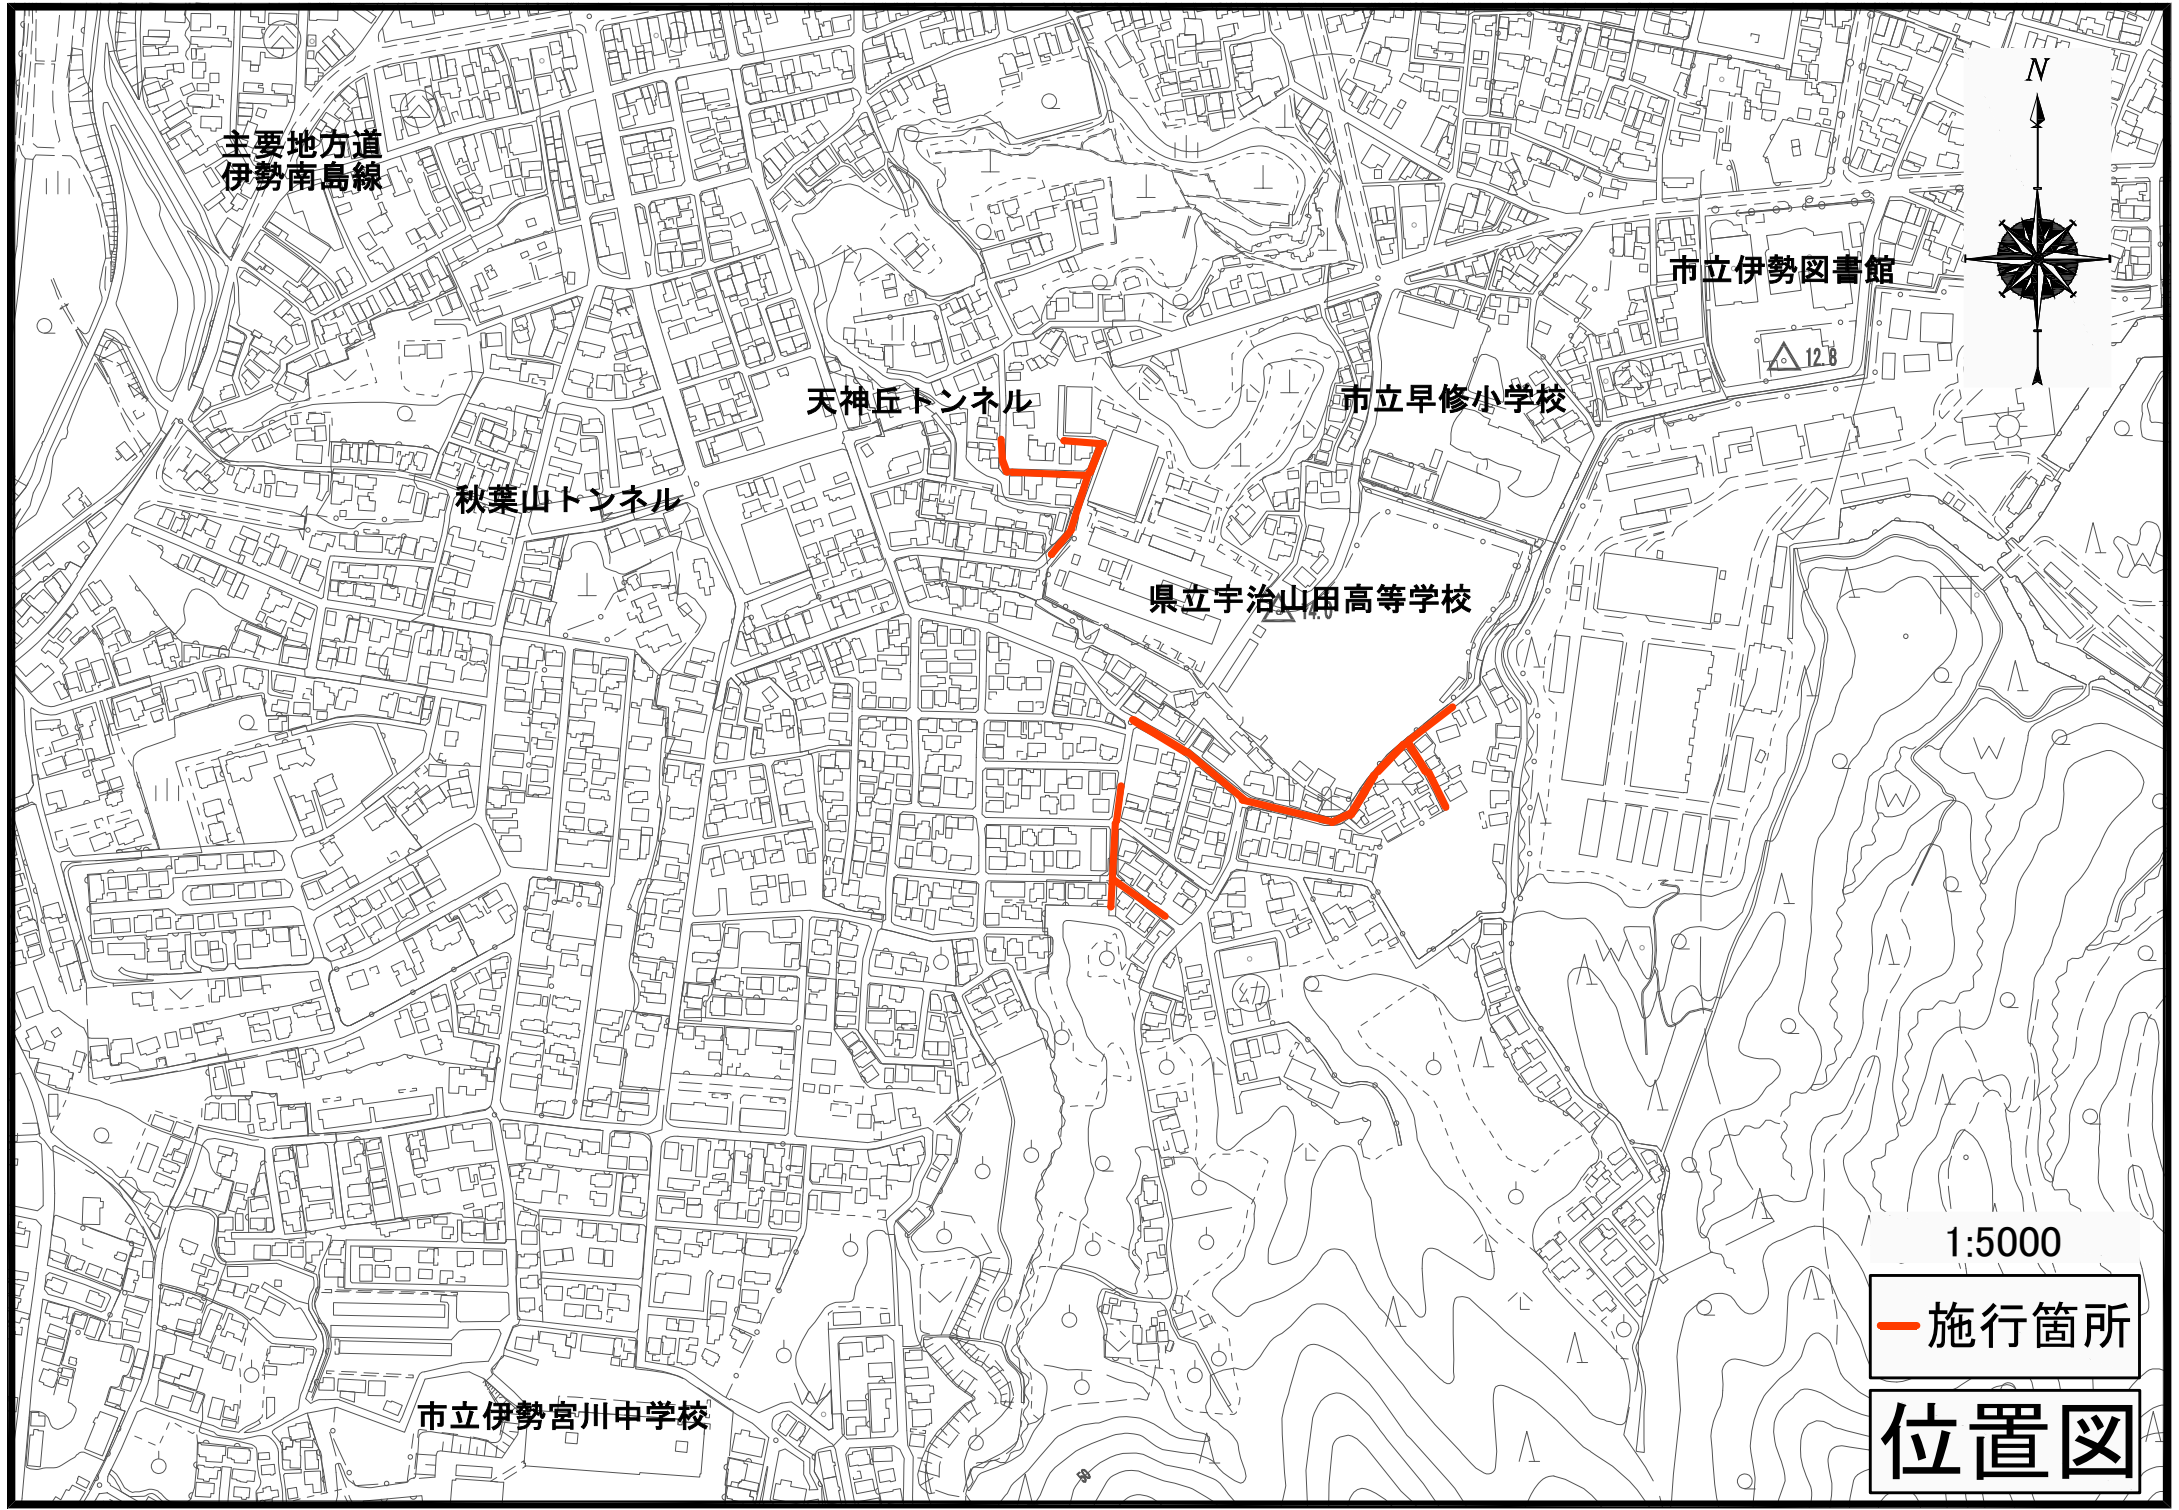 N
主要地方道
伊勢南島線
市立伊勢図書館
12.8
天神丘トンネル
市立早修小学校
秋葉山トンネル
県立宇治山田高等学校
幼
1:5000
施行箇所
市立伊勢宮川中学校
位置図
50